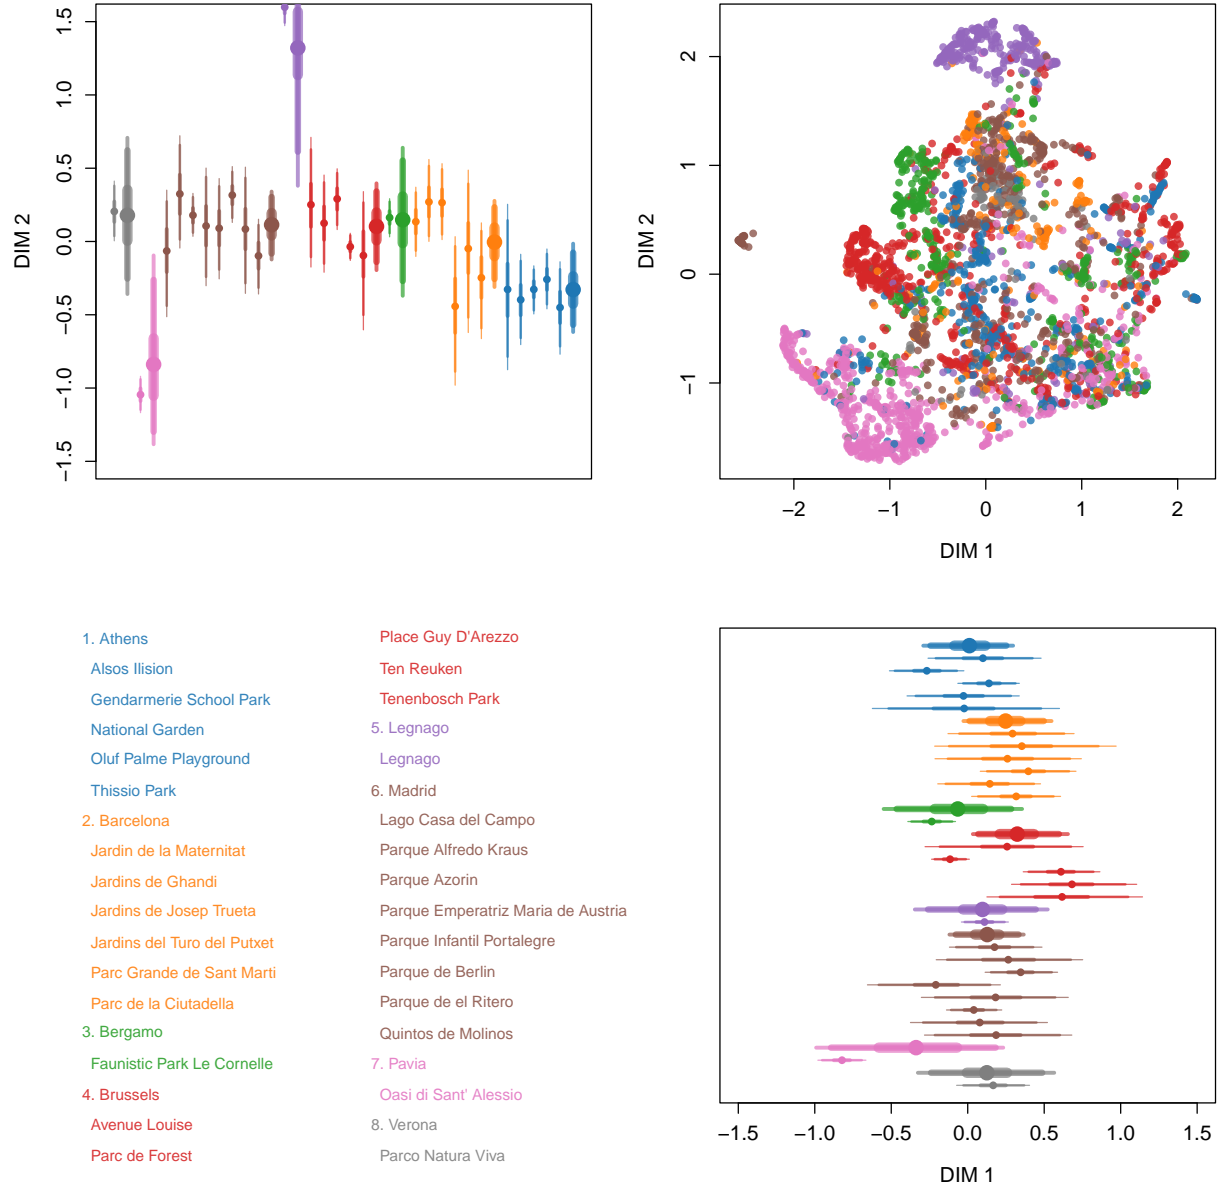 1.5
1.0
0.5
0.0
−0.5
−1.0
−1.5
DIM 2
2
1
0
−1
DIM 2
−2
−1
0
1
2
DIM 1
1. Athens
Alsos Ilision
Gendarmerie School Park
National Garden
Oluf Palme Playground
Thissio Park
2. Barcelona
Jardin de la Maternitat
Jardins de Ghandi
Jardins de Josep Trueta
Jardins del Turo del Putxet
Parc Grande de Sant Marti
Parc de la Ciutadella
3. Bergamo
Faunistic Park Le Cornelle
4. Brussels
Avenue Louise
Parc de Forest
Place Guy D'Arezzo
Ten Reuken
Tenenbosch Park
5. Legnago
Legnago
6. Madrid
Lago Casa del Campo
Parque Alfredo Kraus
Parque Azorin
Parque Emperatriz Maria de Austria
Parque Infantil Portalegre
Parque de Berlin
Parque de el Ritero
Quintos de Molinos
7. Pavia
Oasi di Sant' Alessio
8. Verona
Parco Natura Viva
−1.5
−1.0
−0.5
0.0
0.5
1.0
1.5
DIM 1